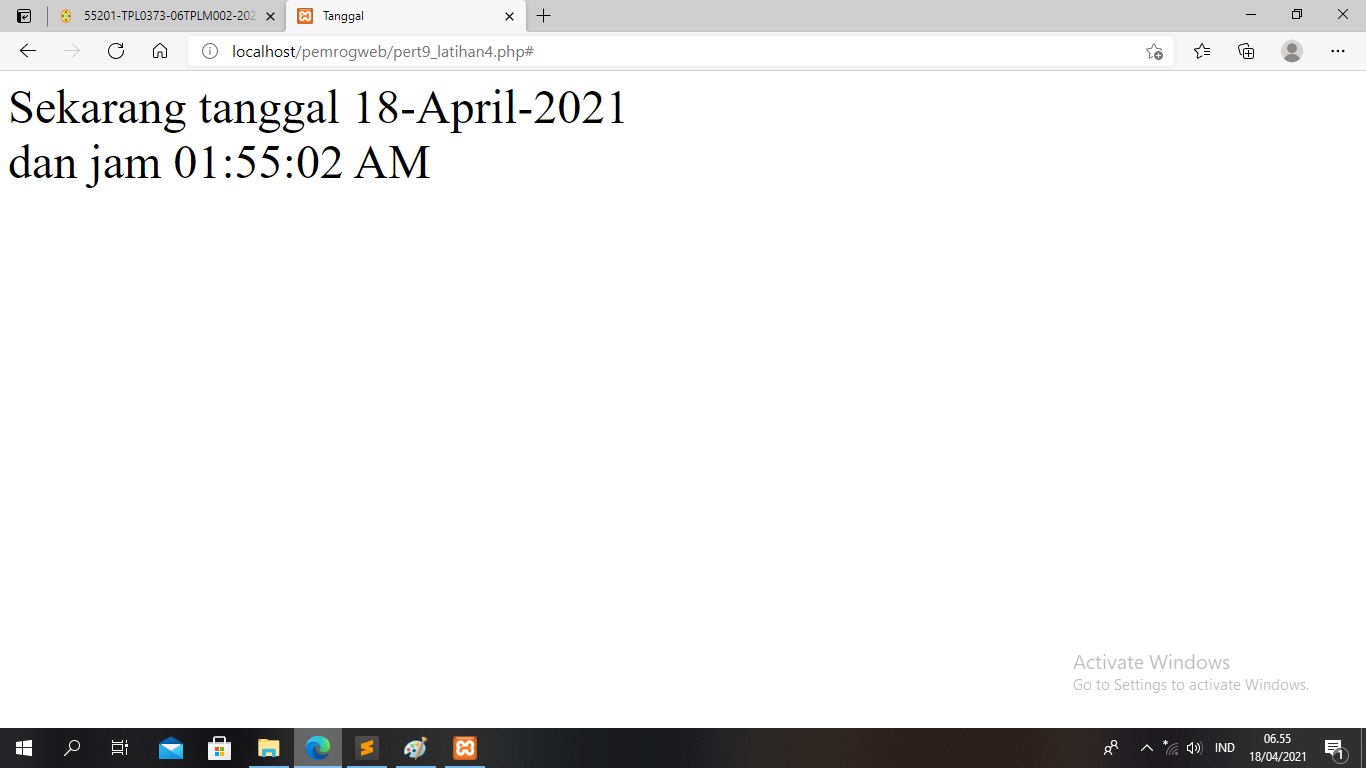 55201-TPL0373-06TPLM002-202
Tanggal
localhost/pemrogweb/pert9_latihan4.php#
Sekarang tanggal 18-April-2021
dan jam 01:55:02 AM
Activate Windows
Go to Settings to activate Windows.
IND
06.55
18/04/2021
1